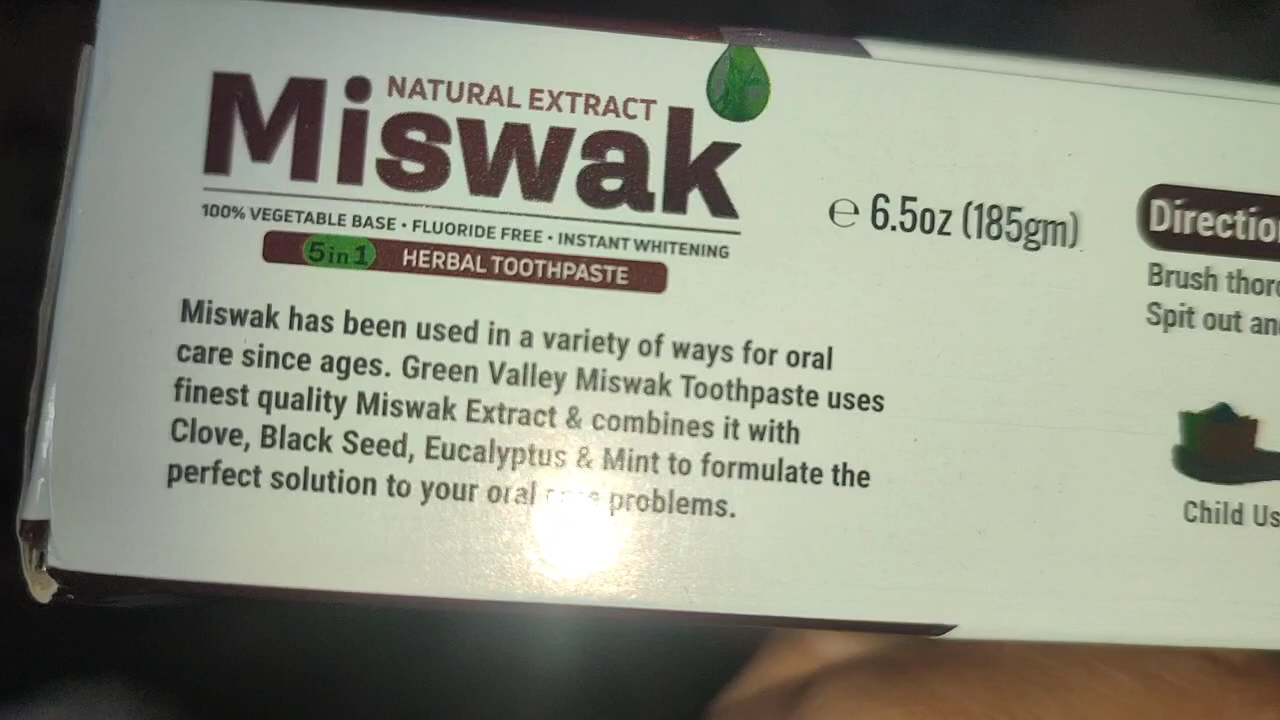 NATURAL EXTRACT
Miswak
100% VEGETABLE BASE • FLUORIDE FREE • INSTANT WHITENING
5 in 1 HERBAL TOOTHPASTE
Miswak has been used in a variety of ways for oral
care since ages. Green Valley Miswak Toothpaste uses
finest quality Miswak Extract & combines it with
Clove, Black Seed, Eucalyptus & Mint to formulate the
perfect solution to your oral problems.
℮ 6.5oz (185gm)
Directio
Brush thor
Spit out an
Child Us